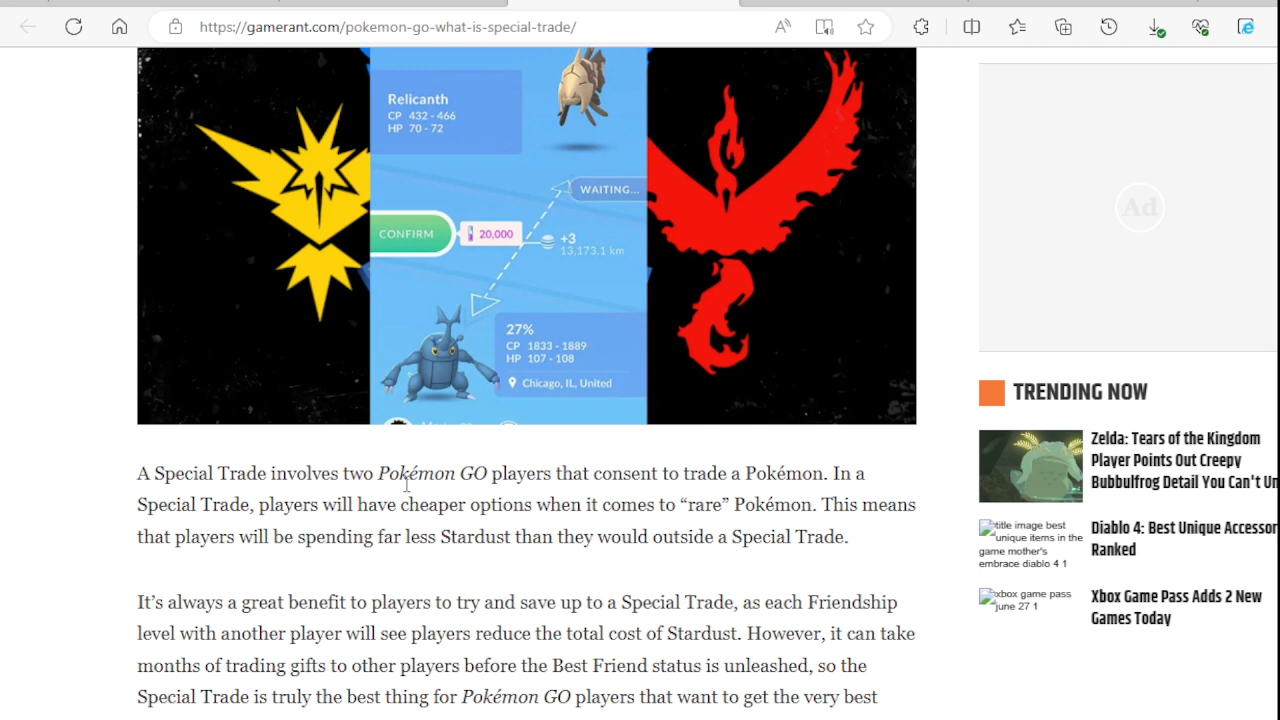 https://gamerant.com/pokemon-go-what-is-special-trade/
Relicanth
CP 432 - 466
HP 70 - 72
WAITING...
CONFIRM
20,000
+3
13,173.1 km
27%
CP 1833 - 1889
HP 107 - 108
Chicago, IL, United
A Special Trade involves two Pokémon GO players that consent to trade a Pokémon. In a
Special Trade, players will have cheaper options when it comes to “rare” Pokémon. This means
that players will be spending far less Stardust than they would outside a Special Trade.
It’s always a great benefit to players to try and save up to a Special Trade, as each Friendship
level with another player will see players reduce the total cost of Stardust. However, it can take
months of trading gifts to other players before the Best Friend status is unleashed, so the
Special Trade is truly the best thing for Pokémon GO players that want to get the very best
Ad
TRENDING NOW
Zelda: Tears of the Kingdom
Player Points Out Creepy
Bubbulfrog Detail You Can't Un
title image best
unique items in the
game mother's
embrace diablo 4 1
Diablo 4: Best Unique Accessor
Ranked
xbox game pass
june 27 1
Xbox Game Pass Adds 2 New
Games Today